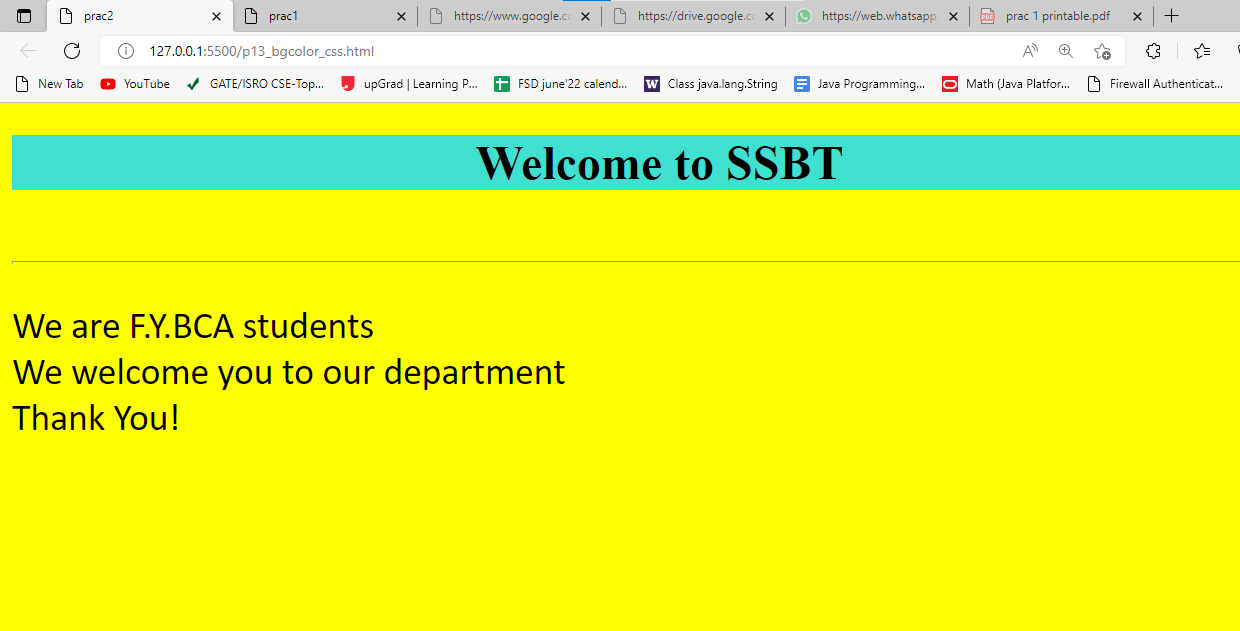 prac2
prac1
https://www.google.co
https://drive.google.co
https://web.whatsapp.
prac 1 printable.pdf
127.0.0.1:5500/p13_bgcolor_css.html
New Tab
YouTube
GATE/ISRO CSE-Top...
upGrad | Learning P...
FSD june'22 calend...
Class java.lang.String
Java Programming...
Math (Java Platfor...
Firewall Authenticat...
Welcome to SSBT
We are F.Y.BCA students
We welcome you to our department
Thank You!